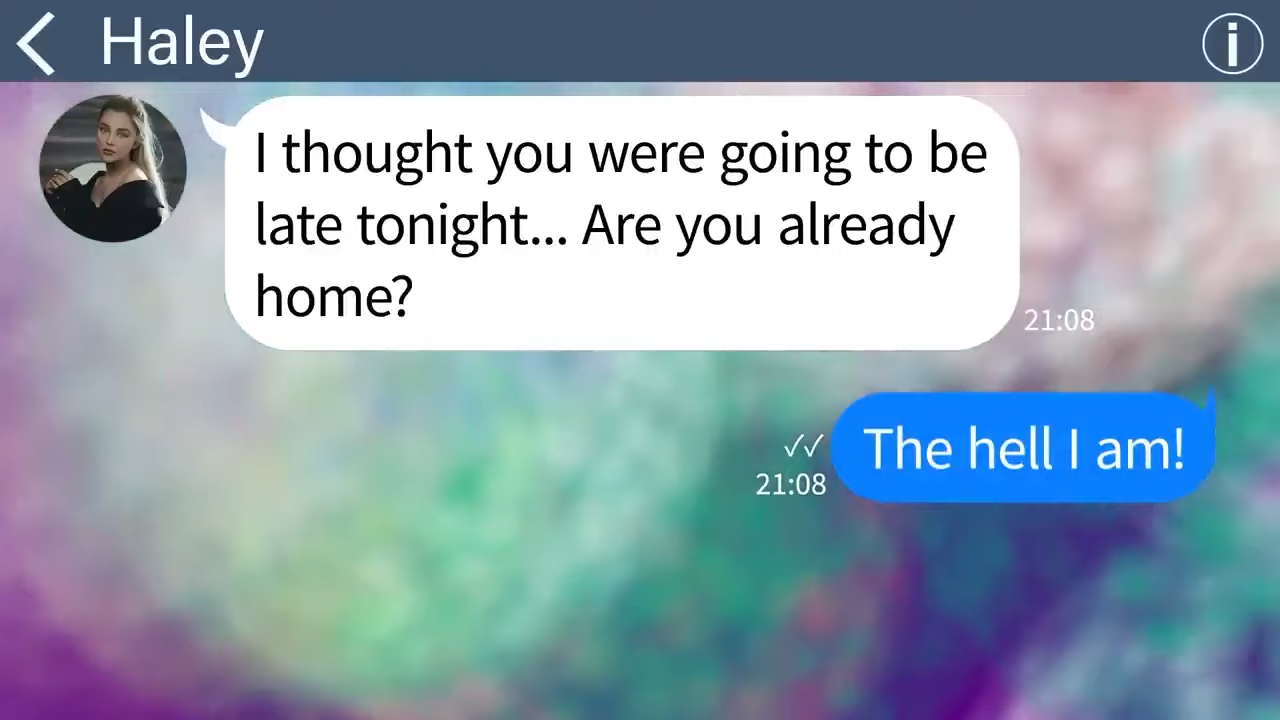 Haley
I thought you were going to be
late tonight... Are you already
home?
21:08
The hell I am!
21:08